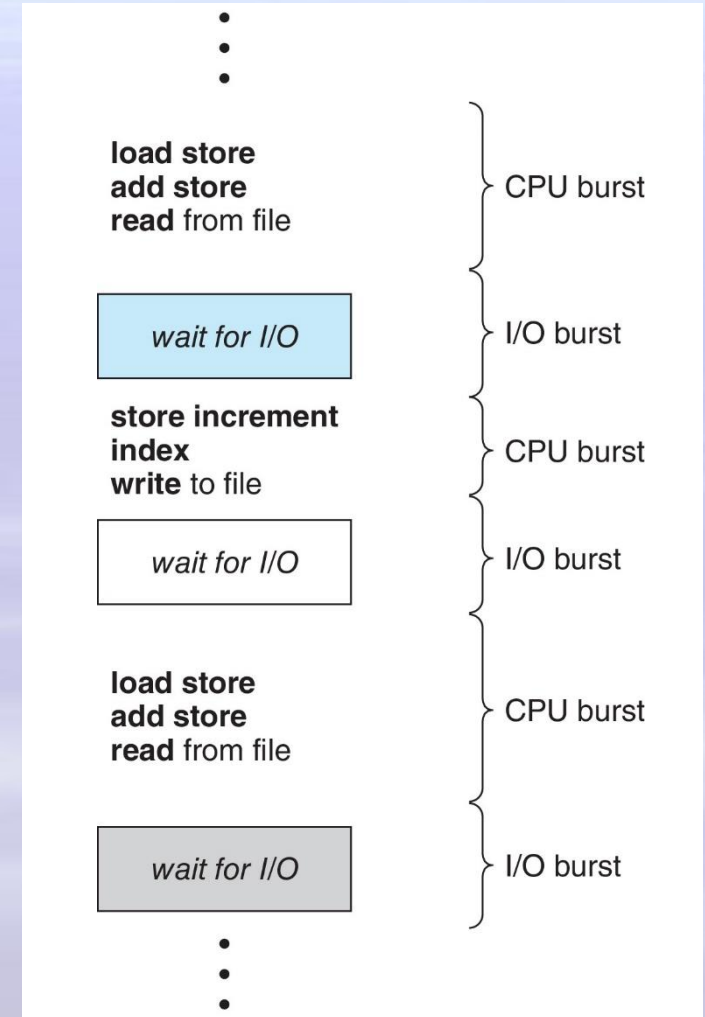 load store
add store
read from file
CPU burst
wait for I/O
I/O burst
store increment
index
write to file
CPU burst
wait for I/O
I/O burst
load store
add store
read from file
CPU burst
wait for I/O
I/O burst